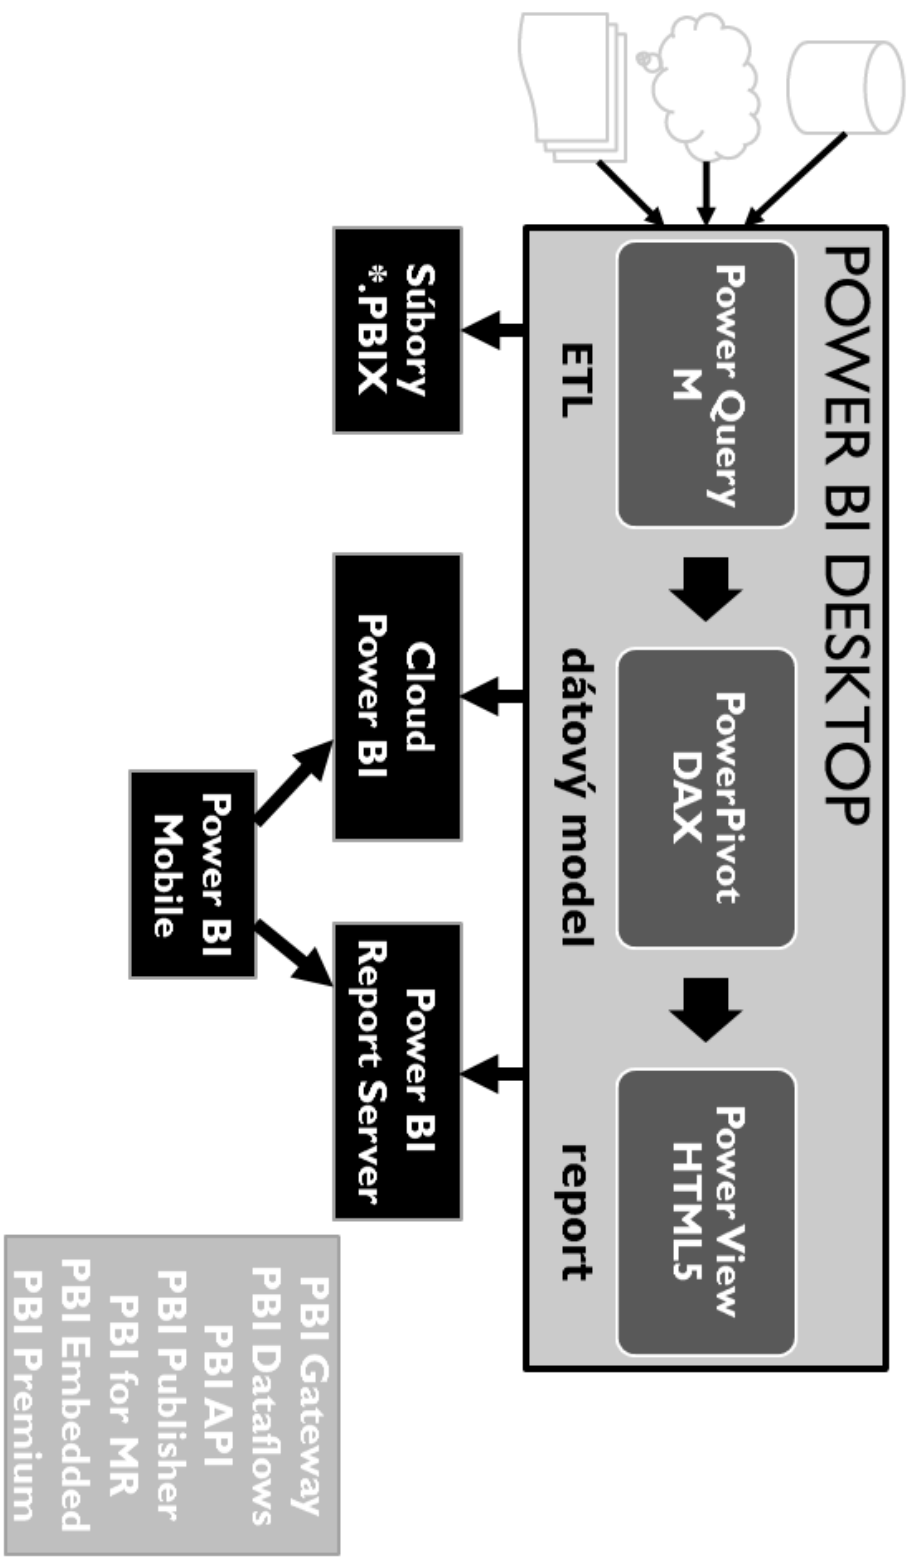 POWER BI DESKTOP
Power Query
M
PowerPivot
DAX
Power View
HTML5
ETL
dátový model
report
Súbory
*.PBIX
Cloud
Power BI
Power BI
Report Server
Power BI
Mobile
PBI Gateway
PBI Dataflows
PBI API
PBI Publisher
PBI for MR
PBI Embedded
PBI Premium